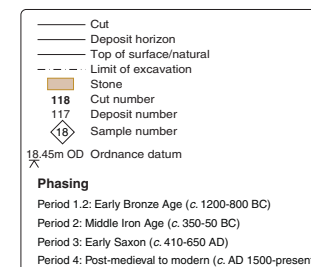 Cut
Deposit horizon
Top of surface/natural
Limit of excavation
Stone
118 Cut number
117 Deposit number
18 Sample number
18.45m OD Ordnance datum
Phasing
Period 1.2: Early Bronze Age (c. 1200-800 BC)
Period 2: Middle Iron Age (c. 350-50 BC)
Period 3: Early Saxon (c. 410-650 AD)
Period 4: Post-medieval to modern (c. AD 1500-present